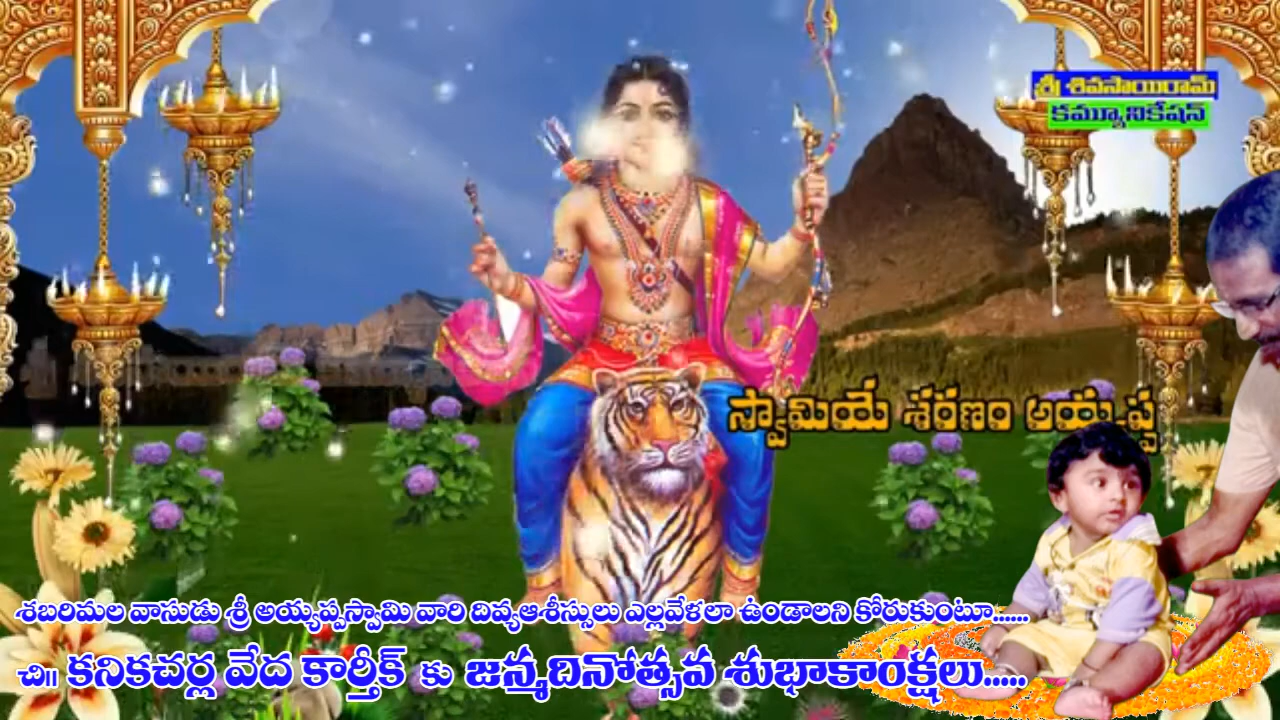 శ్రీ శివసాయిరామ్
కమ్యూనికేషన్
స్వామియే శరణం అయ్యప్ప
శబరిమల వాసుడు శ్రీ అయ్యప్పస్వామి వారి దివ్యఆశీస్సులు ఎల్లవేళలా ఉండాలని కోరుకుంటూ......
చి॥ కనికచర్ల వేద కార్తీక్ కు జన్మదినోత్సవ శుభాకాంక్షలు.....